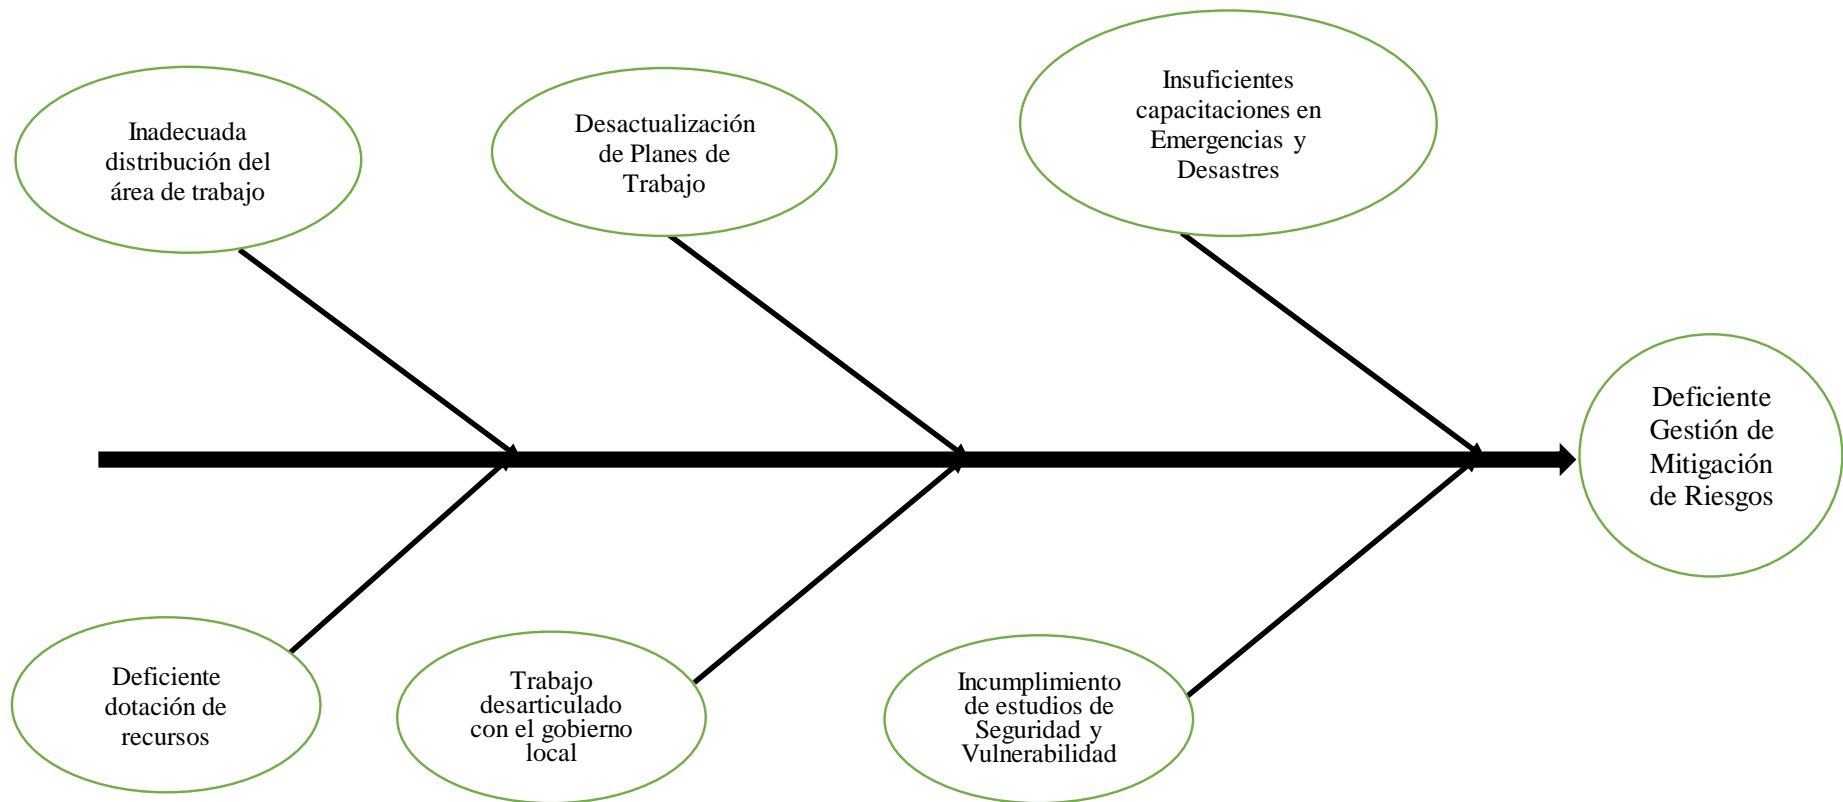 Inadecuada
distribución del
área de trabajo
Desactualización
de Planes de
Trabajo
Insuficientes
capacitaciones en
Emergencias y
Desastres
Deficiente
Gestión de
Mitigación
de Riesgos
Deficiente
dotación de
recursos
Trabajo
desarticulado
con el gobierno
local
Incumplimiento
de estudios de
Seguridad y
Vulnerabilidad